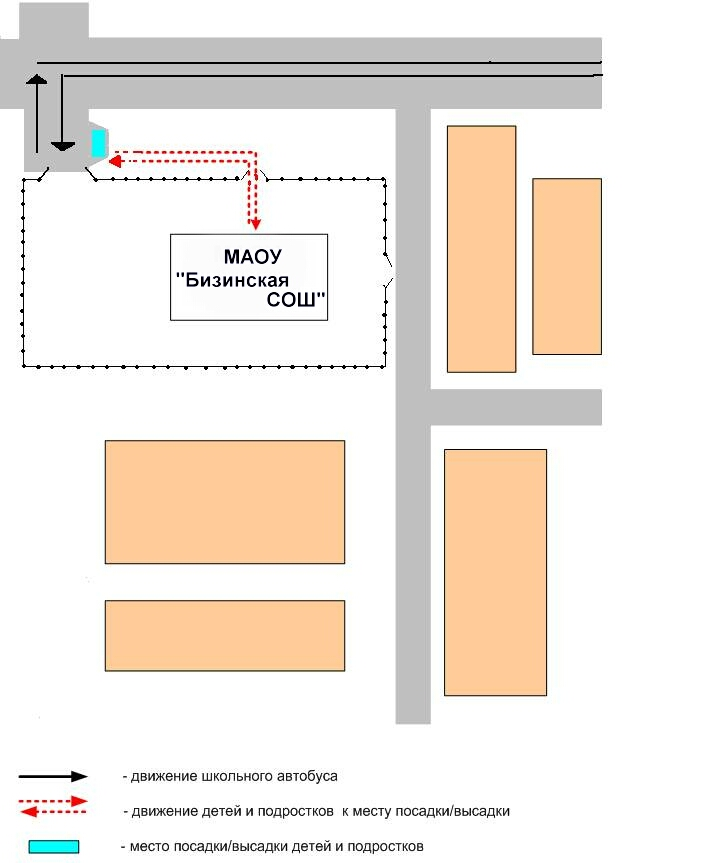 МАОУ
"Бизинская
СОШ"
- движение школьного автобуса
- движение детей и подростков к месту посадки/высадки
- место посадки/высадки детей и подростков